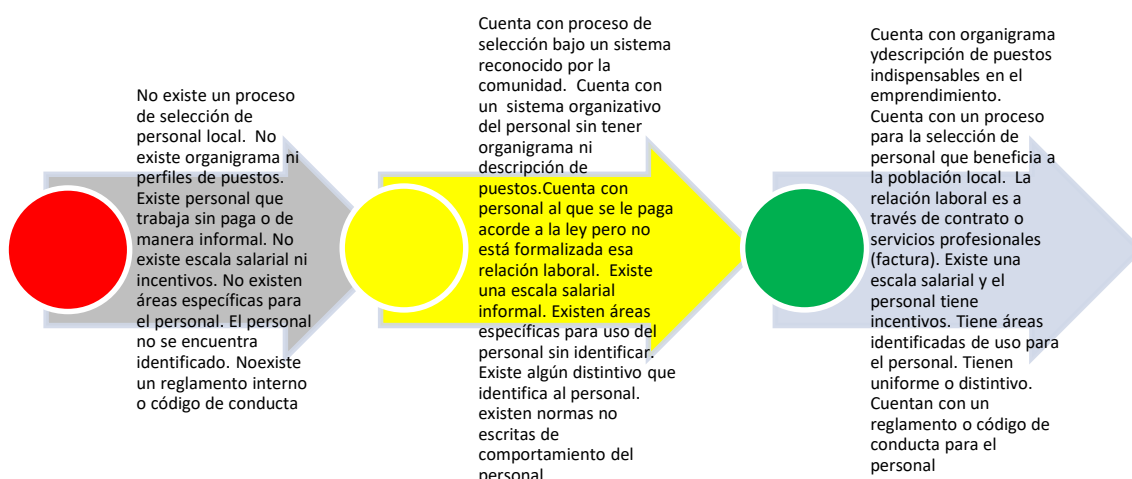 No existe un proceso
de selección de
personal local.  No
existe organigrama ni
perfiles de puestos.
Existe personal que
trabaja sin paga o de
manera informal. No
existe escala salarial ni
incentivos. No existen
áreas específicas para
el personal. El personal
no se encuentra
identificado. Noexiste
un reglamento interno
o código de conducta
Cuenta con proceso de
selección bajo un sistema
reconocido por la
comunidad.  Cuenta con
un  sistema organizativo
del personal sin tener
organigrama ni
descripción de
puestos.Cuenta con
personal al que se le paga
acorde a la ley pero no
está formalizada esa
relación laboral.  Existe
una escala salarial
informal. Existen áreas
específicas para uso del
personal sin identificar.
Existe algún distintivo que
identifica al personal.
existen normas no
escritas de
comportamiento del
personal
Cuenta con organigrama
ydescripción de puestos
indispensables en el
emprendimiento.
Cuenta con un proceso
para la selección de
personal que beneficia a
la población local.  La
relación laboral es a
través de contrato o
servicios profesionales
(factura). Existe una
escala salarial y el
personal tiene
incentivos. Tiene áreas
identificadas de uso para
el personal. Tienen
uniforme o distintivo.
Cuentan con un
reglamento o código de
conducta para el
personal